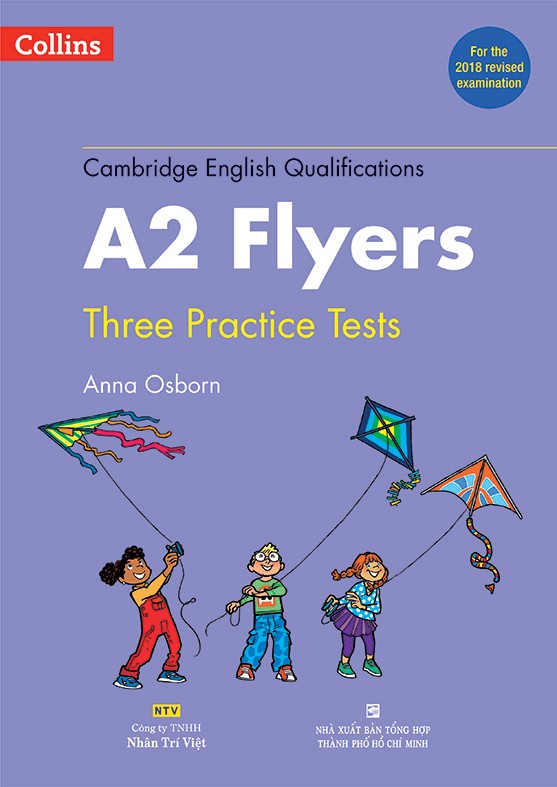 Collins
For the
2018 revised
examination
Cambridge English Qualifications
A2 Flyers
Three Practice Tests
Anna Osborn
NTV
Công ty TNHH
Nhân Trí Việt
NHÀ XUẤT BẢN TỔNG HỢP
THÀNH PHỐ HỒ CHÍ MINH